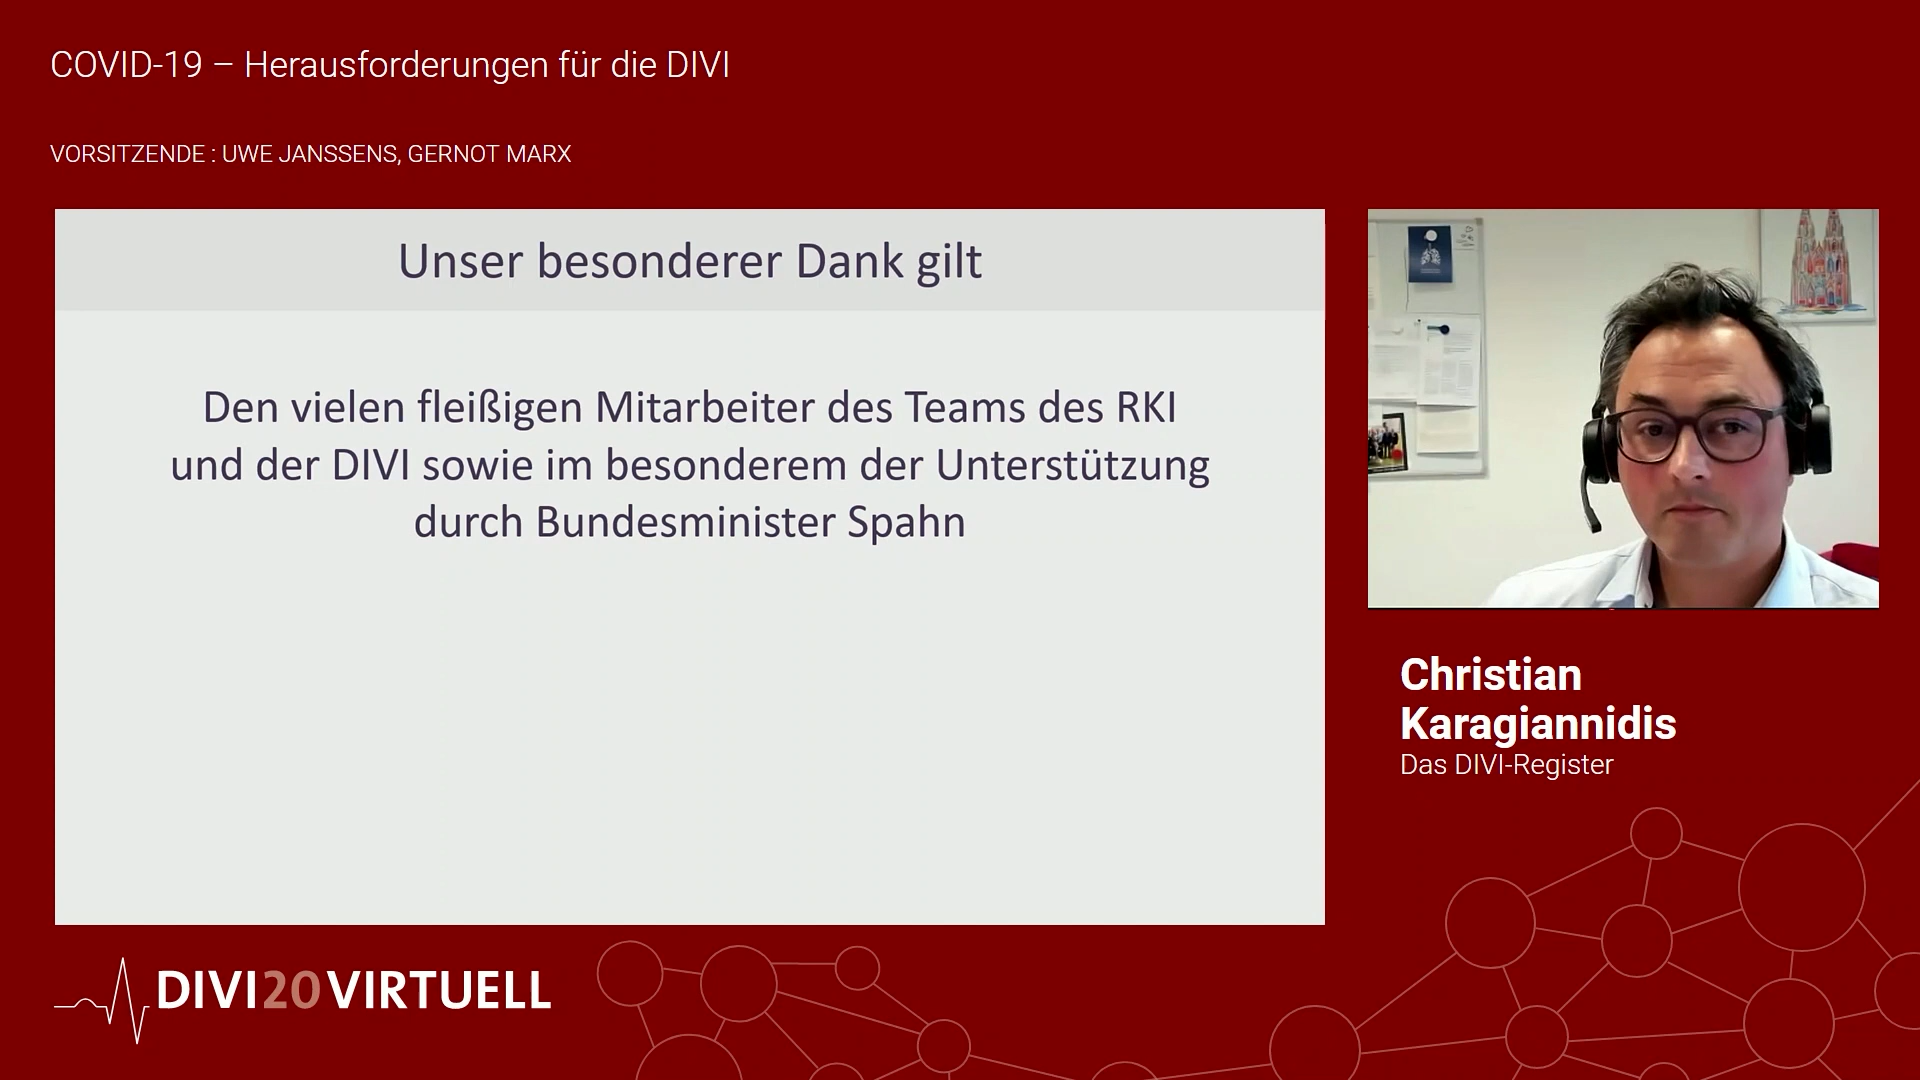 COVID-19 – Herausforderungen für die DIVI
VORSITZENDE : UWE JANSSENS, GERNOT MARX
Unser besonderer Dank gilt
Den vielen fleißigen Mitarbeiter des Teams des RKI
und der DIVI sowie im besonderem der Unterstützung
durch Bundesminister Spahn
Christian
Karagiannidis
Das DIVI-Register
DIVI20VIRTUELL